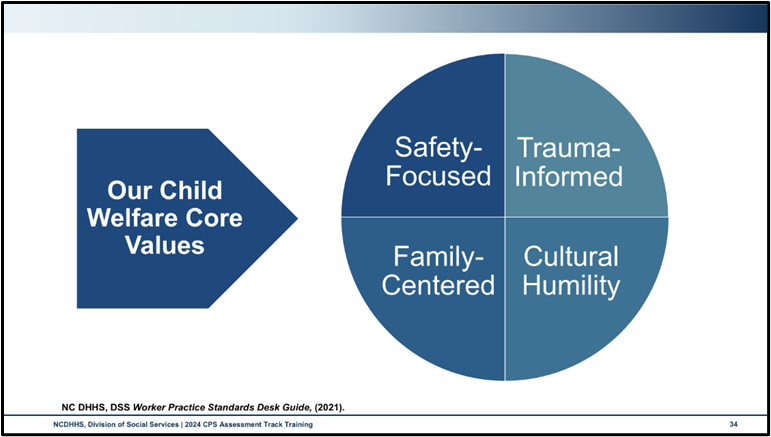 Our Child
Welfare Core
Values
Safety-
Focused
Trauma-
Informed
Family-
Centered
Cultural
Humility
NC DHHS, DSS Worker Practice Standards Desk Guide, (2021).
NCDHHS, Division of Social Services | 2024 CPS Assessment Track Training
34